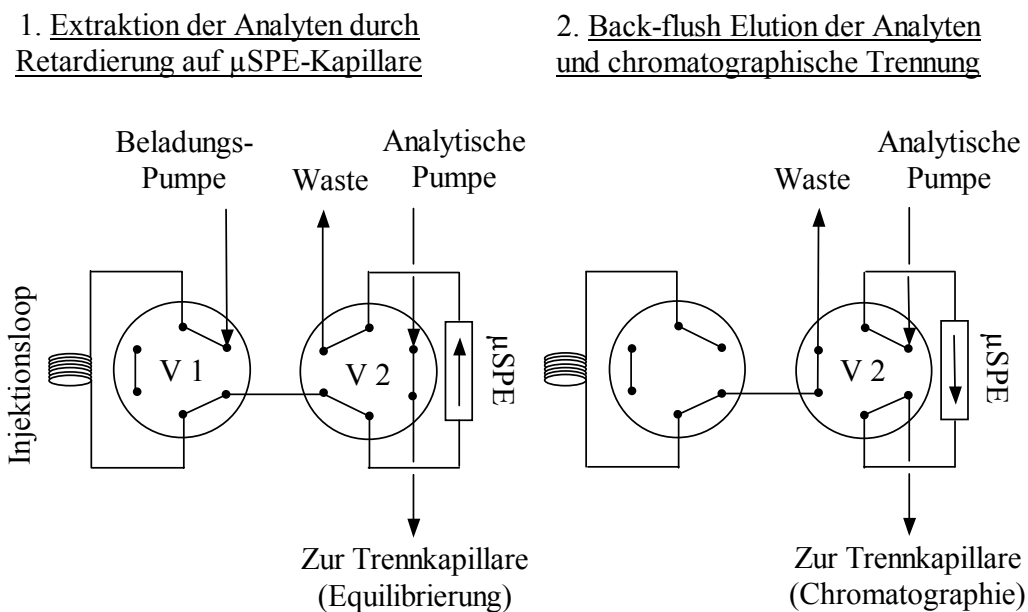 1. Extraktion der Analyten durch
Retardierung auf µSPE-Kapillare
Beladungs-
Pumpe
Waste
Analytische
Pumpe
Injektionsloop
V 1
V 2
µSPE
Zur Trennkapillare
(Equilibrierung)
2. Back-flush Elution der Analyten
und chromatographische Trennung
Waste
Analytische
Pumpe
V 2
µSPE
Zur Trennkapillare
(Chromatographie)